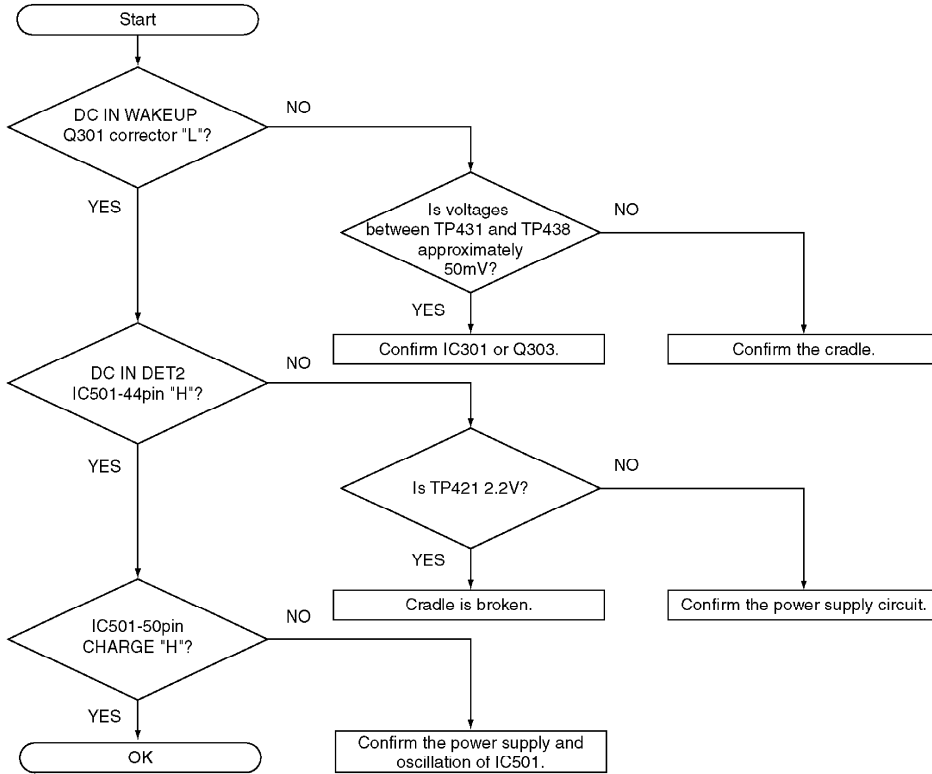 Start
DC IN WAKEUP
Q301 corrector "L"?
NO
YES
Is voltages
between TP431 and TP438
approximately
50mV?
NO
YES
Confirm IC301 or Q303.
Confirm the cradle.
DC IN DET2
IC501-44pin "H"?
NO
YES
Is TP421 2.2V?
NO
YES
Cradle is broken.
Confirm the power supply circuit.
IC501-50pin
CHARGE "H"?
NO
YES
OK
Confirm the power supply and
oscillation of IC501.